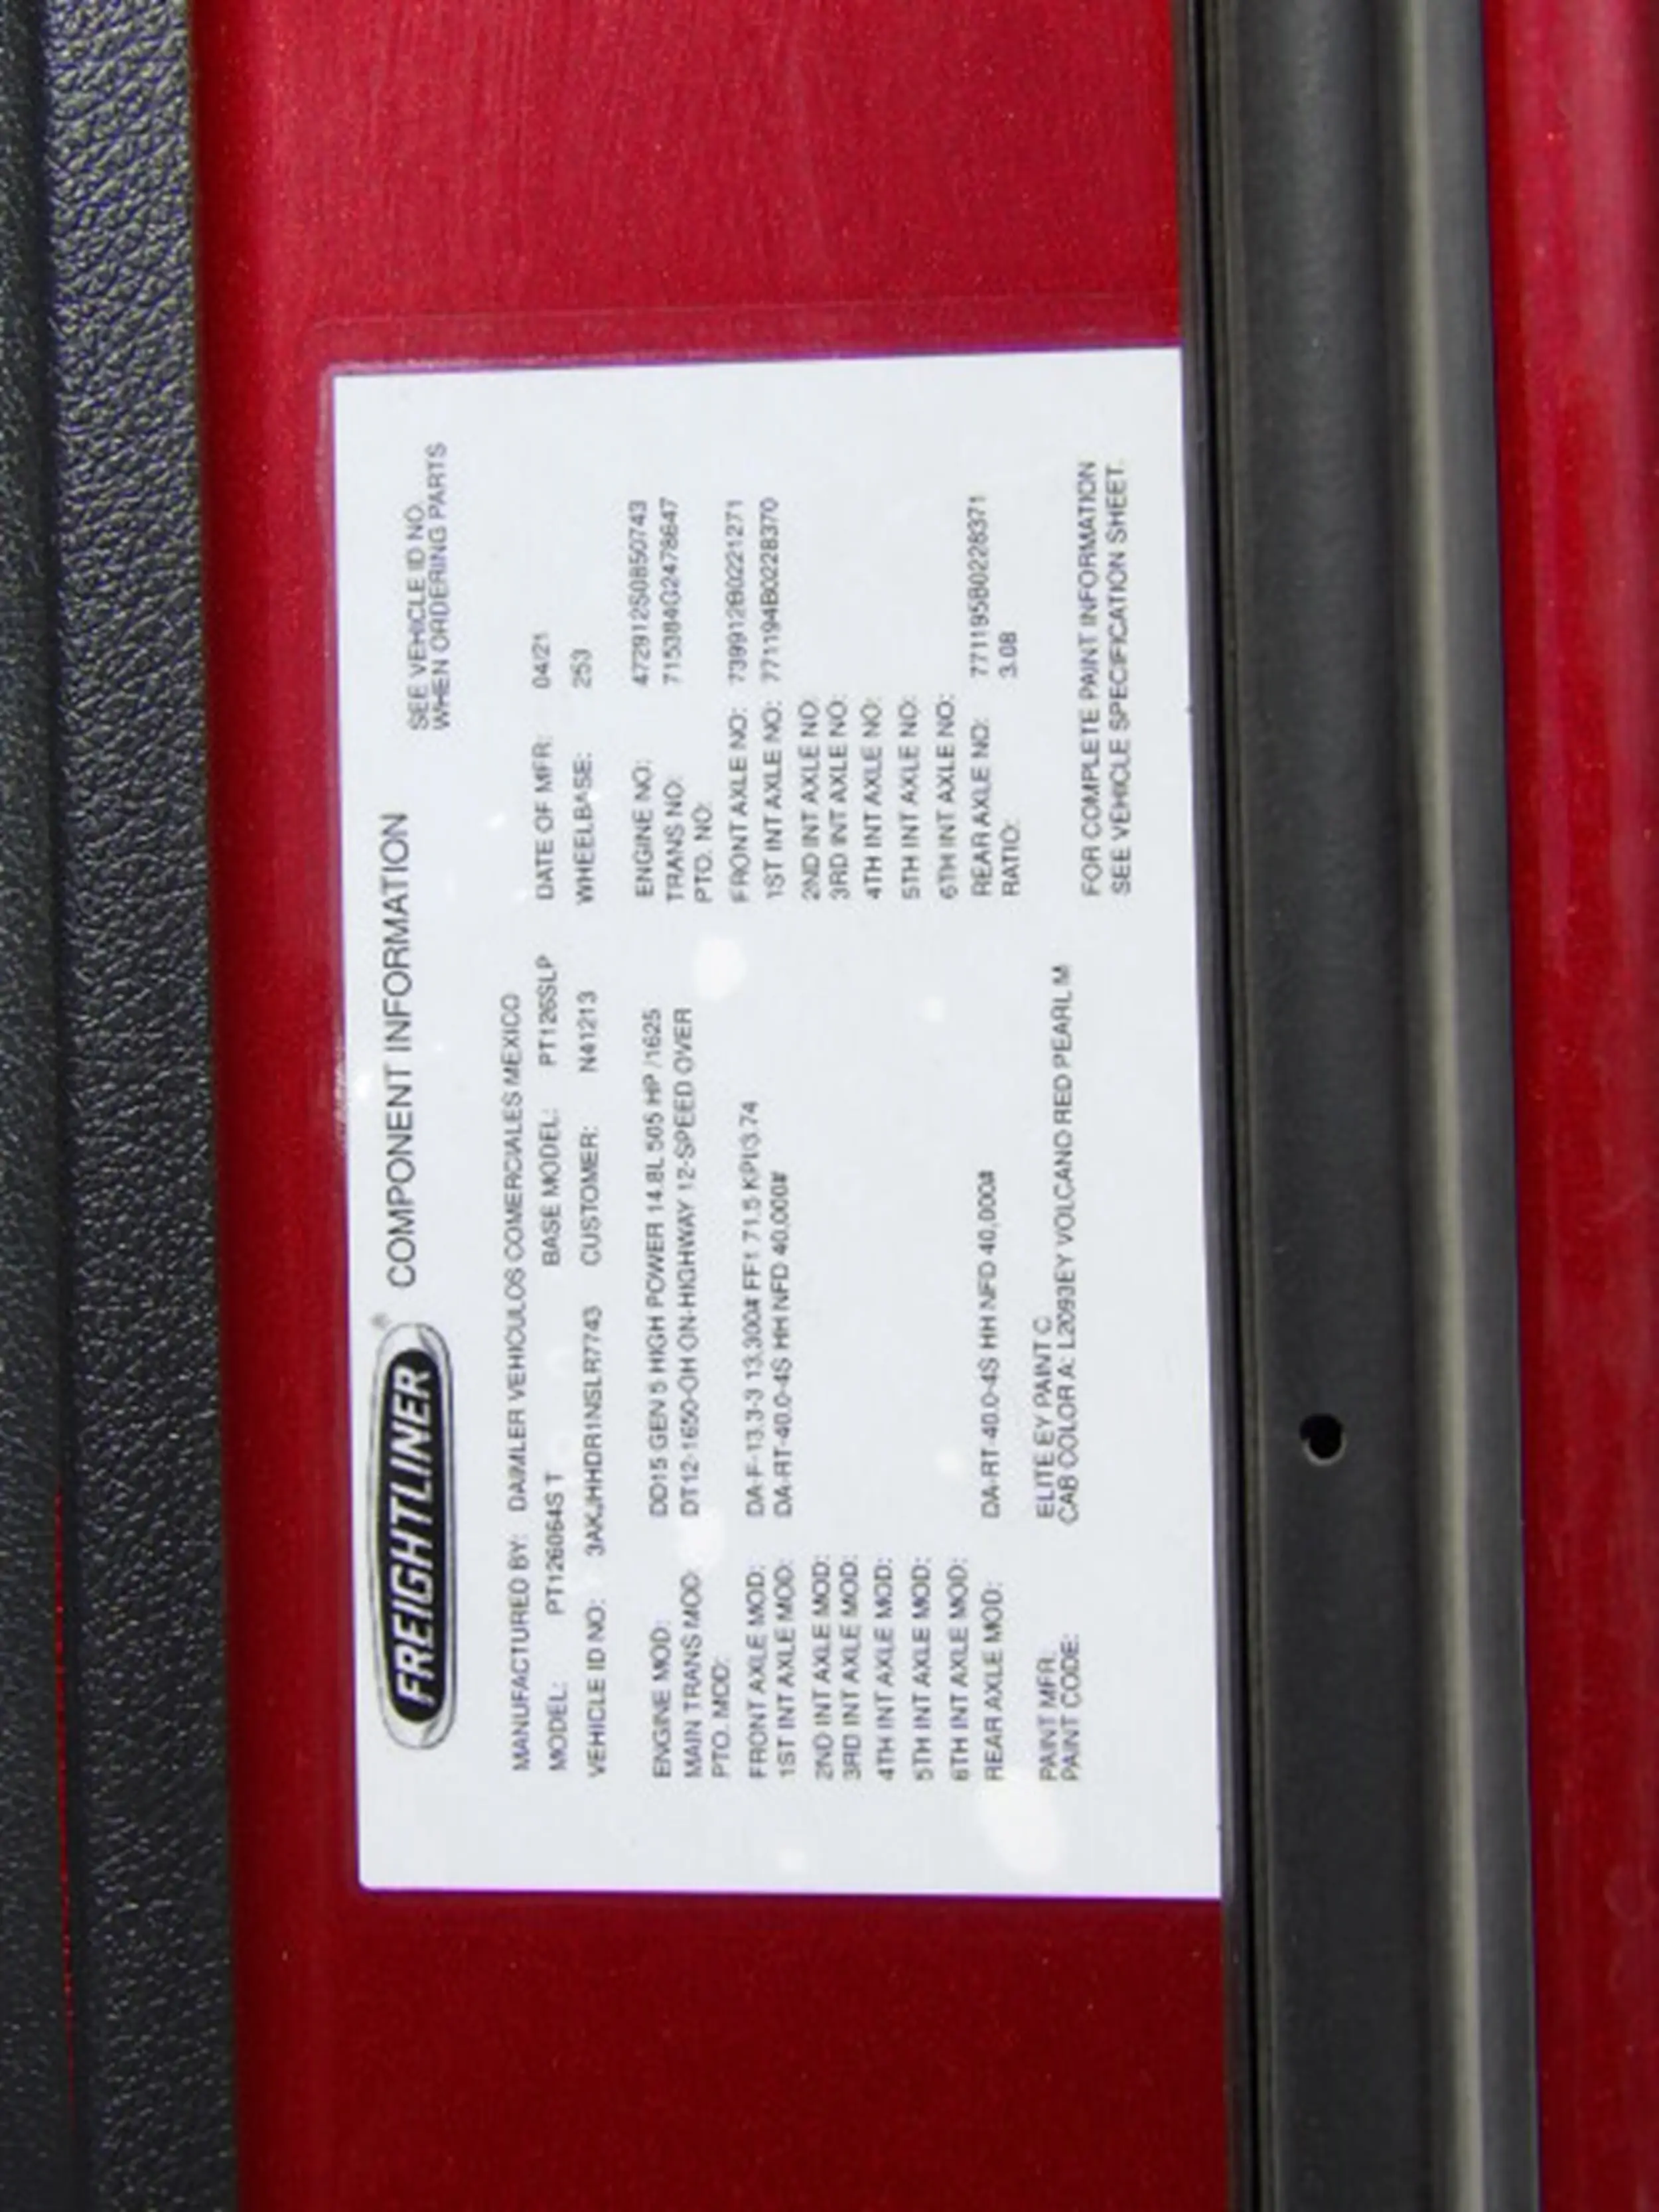 FREIGHTLINER® COMPONENT INFORMATION
SEE VEHICLE ID NO.
WHEN ORDERING PARTS
MANUFACTURED BY: DAIMLER VEHICULOS COMERCIALES MEXICO
MODEL: PT126064S T BASE MODEL: PT126SLP DATE OF MFR: 04/21
VEHICLE ID NO: 3AKJHHDR1NSLR7743 CUSTOMER: N41213 WHEELBASE: 253
ENGINE MOD: DD15 GEN 5 HIGH POWER 14.8L 505 HP /1625 ENGINE NO: 472912S0850743
MAIN TRANS MOD: DT12-1650-OH ON-HIGHWAY 12-SPEED OVER TRANS NO: 715384G2478647
PTO. MOD: PTO. NO:
FRONT AXLE MOD: DA-F-13.3-3 13,300# FF1 71.5 KPI/3.74 FRONT AXLE NO: 739912B0221271
1ST INT AXLE MOD: DA-RT-40.0-4S HH NFD 40,000# 1ST INT AXLE NO: 771194B0228370
2ND INT AXLE MOD: 2ND INT AXLE NO:
3RD INT AXLE MOD: 3RD INT AXLE NO:
4TH INT AXLE MOD: 4TH INT AXLE NO:
5TH INT AXLE MOD: 5TH INT AXLE NO:
6TH INT AXLE MOD: 6TH INT AXLE NO:
REAR AXLE MOD: DA-RT-40.0-4S HH NFD 40,000# REAR AXLE NO: 771195B0228371
RATIO: 3.08
PAINT MFR: ELITE EY PAINT C
PAINT CODE: CAB COLOR A: L2093EY VOLCANO RED PEARL M
FOR COMPLETE PAINT INFORMATION
SEE VEHICLE SPECIFICATION SHEET.